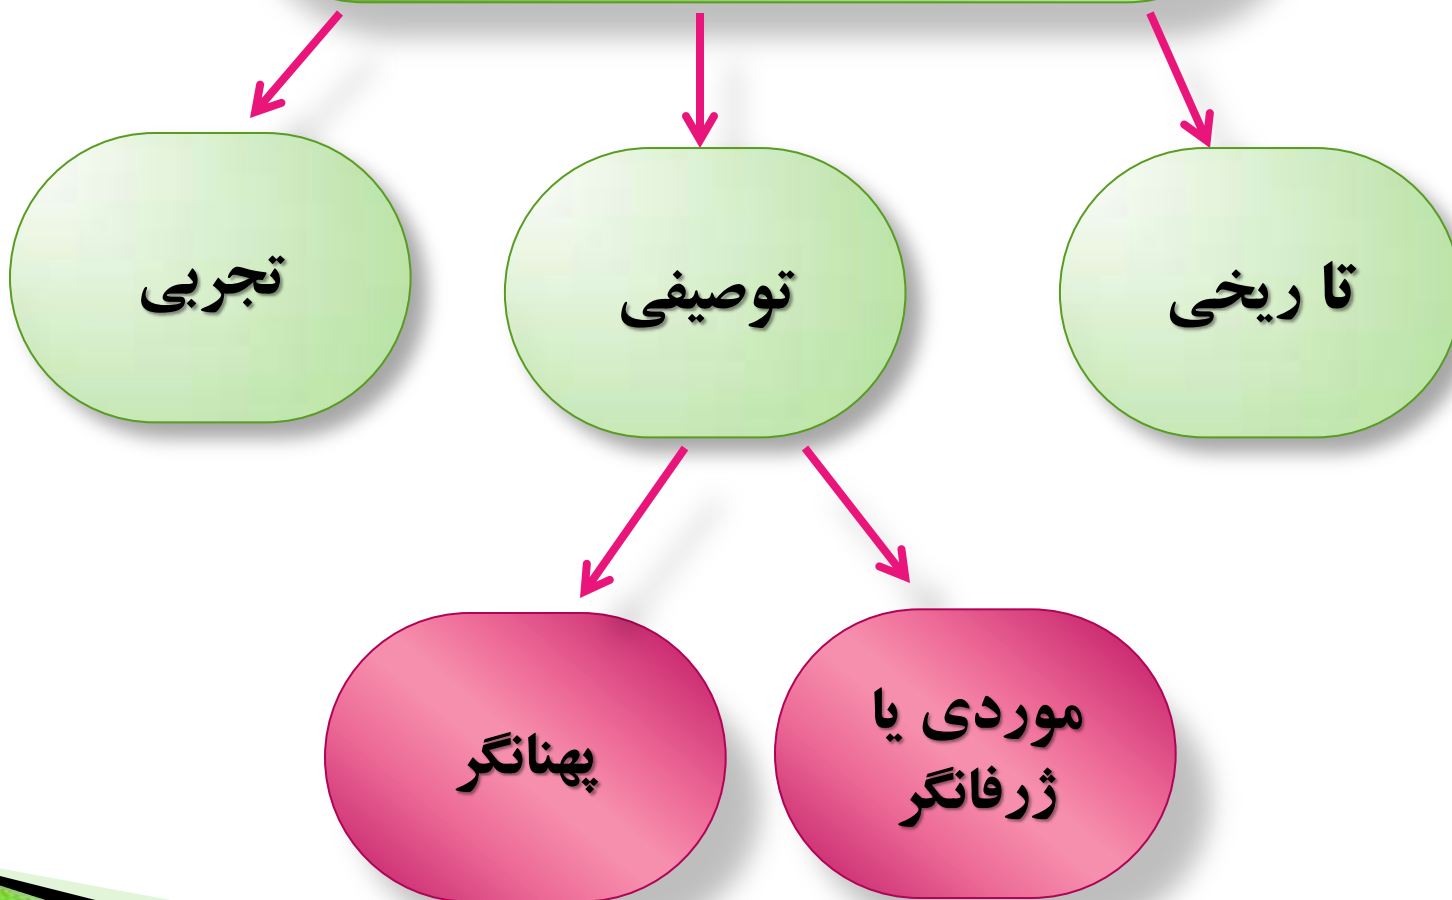 تا ریخی
توصیفی
تجربی
موردی یا
ژرفانگر
پهنانگر